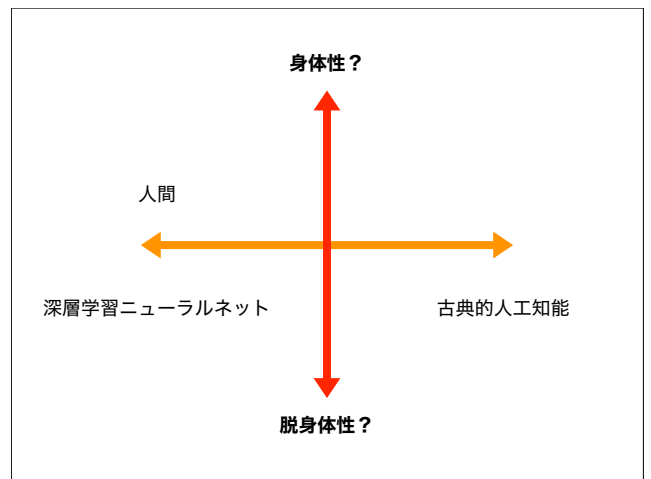 身体性？
人間
深層学習ニューラルネット
古典的人工知能
脱身体性？